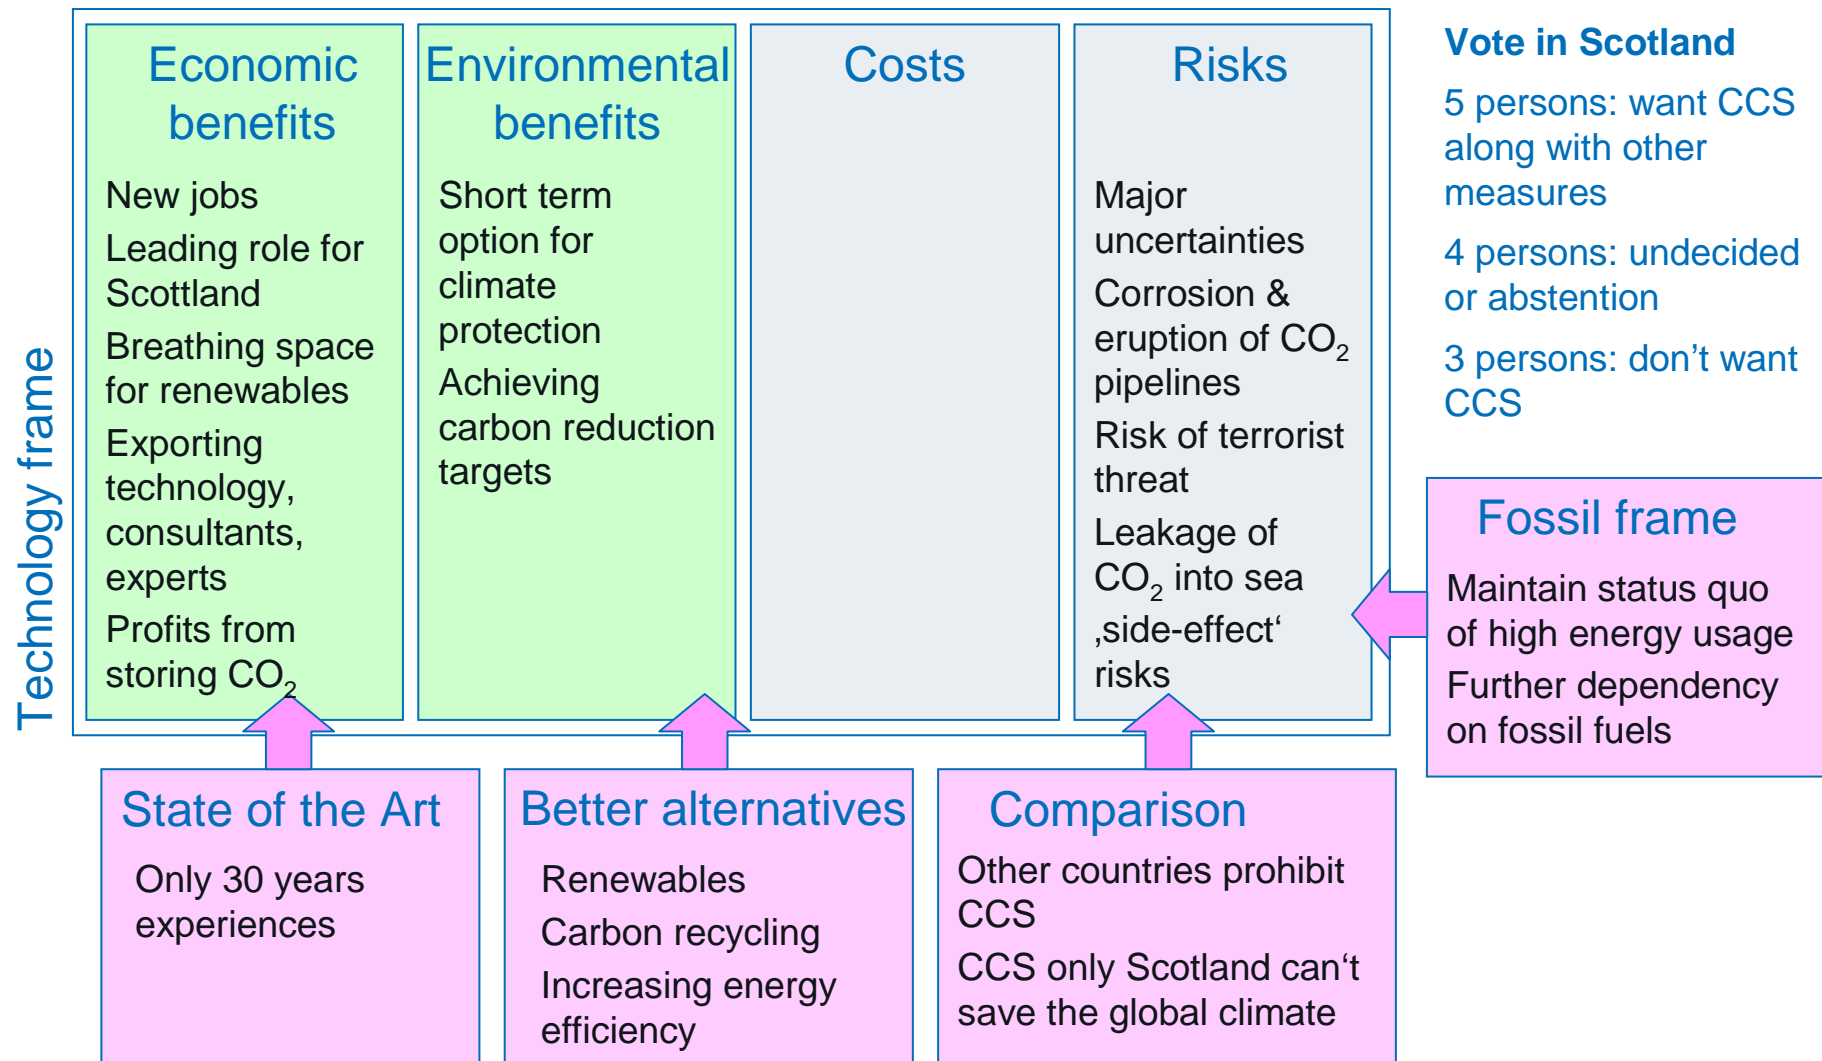 Technology frame
Economic
benefits
New jobs
Leading role for
Scottland
Breathing space
for renewables
Exporting
technology,
consultants,
experts
Profits from
storing CO₂
Environmental
benefits
Short term
option for
climate
protection
Achieving
carbon reduction
targets
Costs
Risks
Major
uncertainties
Corrosion &
eruption of CO₂
pipelines
Risk of terrorist
threat
Leakage of
CO₂ into sea
‚side-effect‘
risks
Vote in Scotland
5 persons: want CCS
along with other
measures
4 persons: undecided
or abstention
3 persons: don’t want
CCS
Fossil frame
Maintain status quo
of high energy usage
Further dependency
on fossil fuels
State of the Art
Only 30 years
experiences
Better alternatives
Renewables
Carbon recycling
Increasing energy
efficiency
Comparison
Other countries prohibit
CCS
CCS only Scotland can‘t
save the global climate